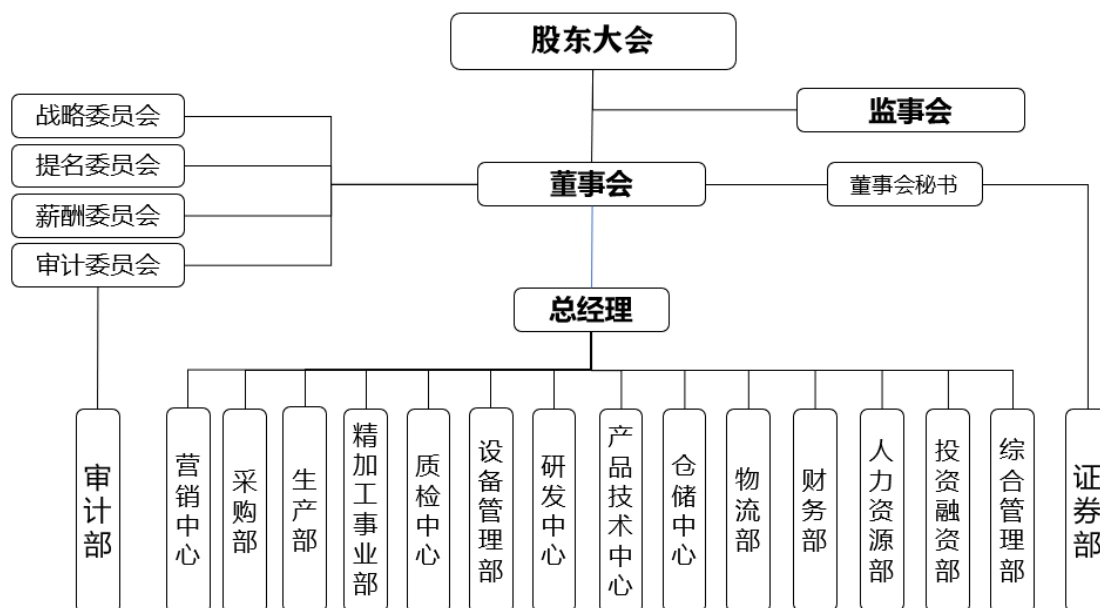 股东大会
监事会
战略委员会
提名委员会
薪酬委员会
审计委员会
董事会
董事会秘书
总经理
审计部
营销中心
采购部
生产部
精加工事业部
质检中心
设备管理部
研发中心
产品技术中心
仓储中心
物流部
财务部
人力资源部
投资融资部
综合管理部
证券部